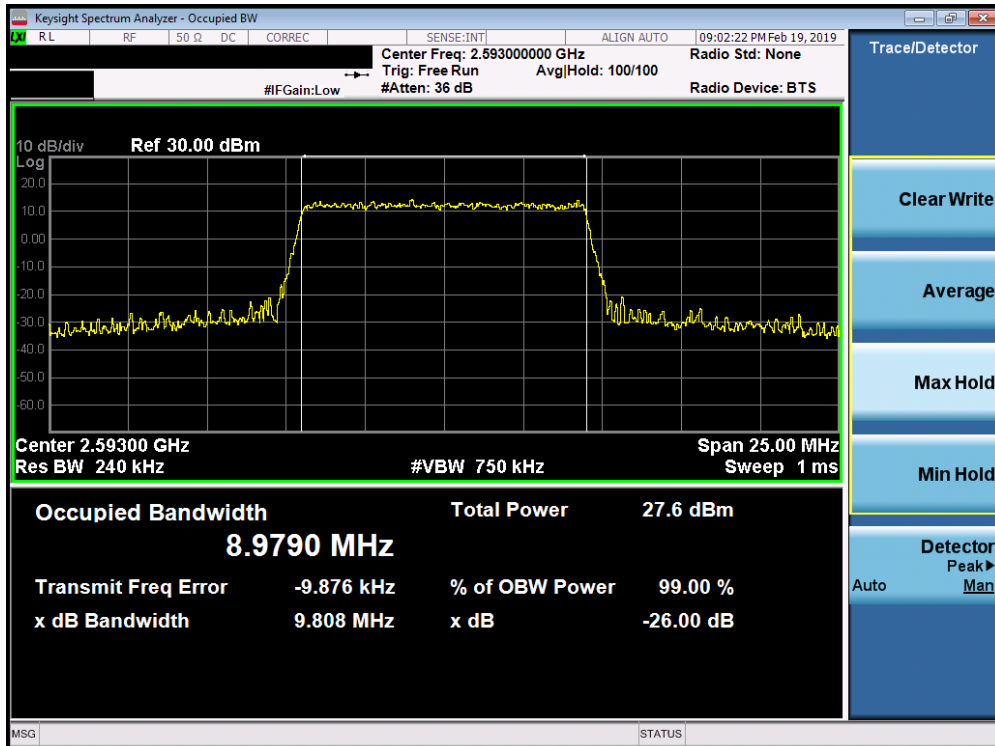 Keysight Spectrum Analyzer - Occupied BW
LXI RL RF 50 Ω DC CORREC SENSE:INT ALIGN AUTO 09:02:22 PM Feb 19, 2019
Center Freq: 2.593000000 GHz Radio Std: None
Trig: Free Run Avg|Hold: 100/100
#IFGain:Low #Atten: 36 dB Radio Device: BTS
10 dB/div Ref 30.00 dBm
Log
20.0
10.0
0.00
-10.0
-20.0
-30.0
-40.0
-50.0
-60.0
Center 2.59300 GHz Span 25.00 MHz
Res BW 240 kHz #VBW 750 kHz Sweep 1 ms
Occupied Bandwidth Total Power 27.6 dBm
8.9790 MHz
Transmit Freq Error -9.876 kHz % of OBW Power 99.00 %
x dB Bandwidth 9.808 MHz x dB -26.00 dB
Trace/Detector
Clear Write
Average
Max Hold
Min Hold
Detector
Peak▶
Auto Man
MSG STATUS